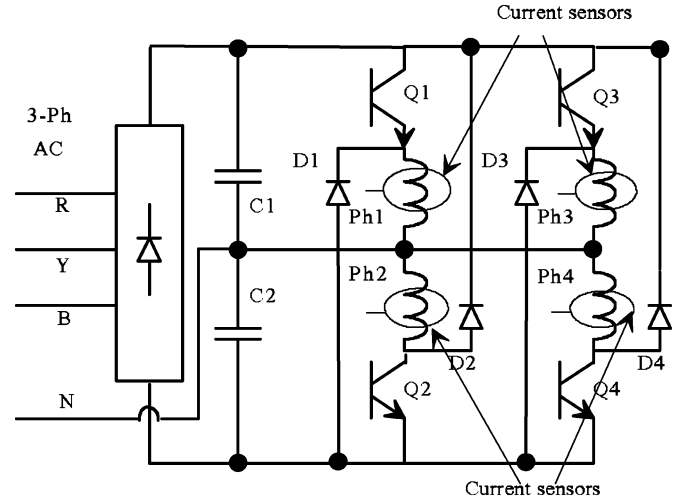 Current sensors
3-Ph
AC
Q1
Q3
D1
D3
R
C1
Ph1
Ph3
Y
Ph2
Ph4
C2
B
D2
D4
N
Q2
Q4
Current sensors